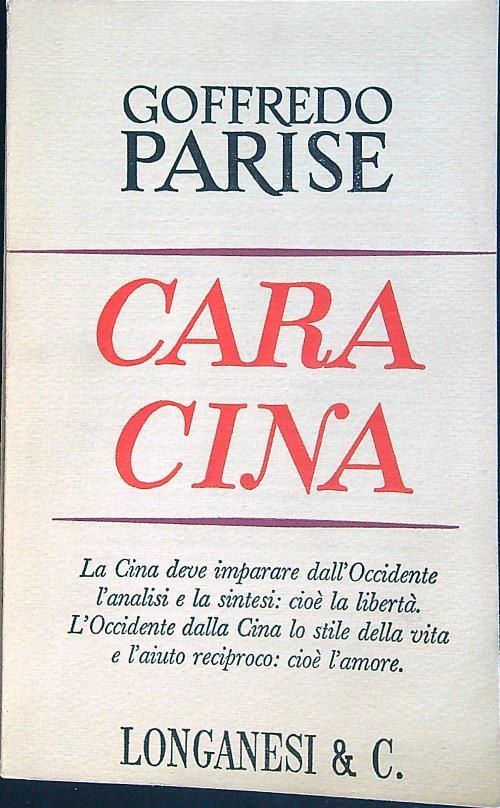 GOFFREDO
PARISE
CARA
CINA
La Cina deve imparare dall'Occidente
l'analisi e la sintesi: cioè la libertà.
L'Occidente dalla Cina lo stile della vita
e l'aiuto reciproco: cioè l'amore.
LONGANESI & C.